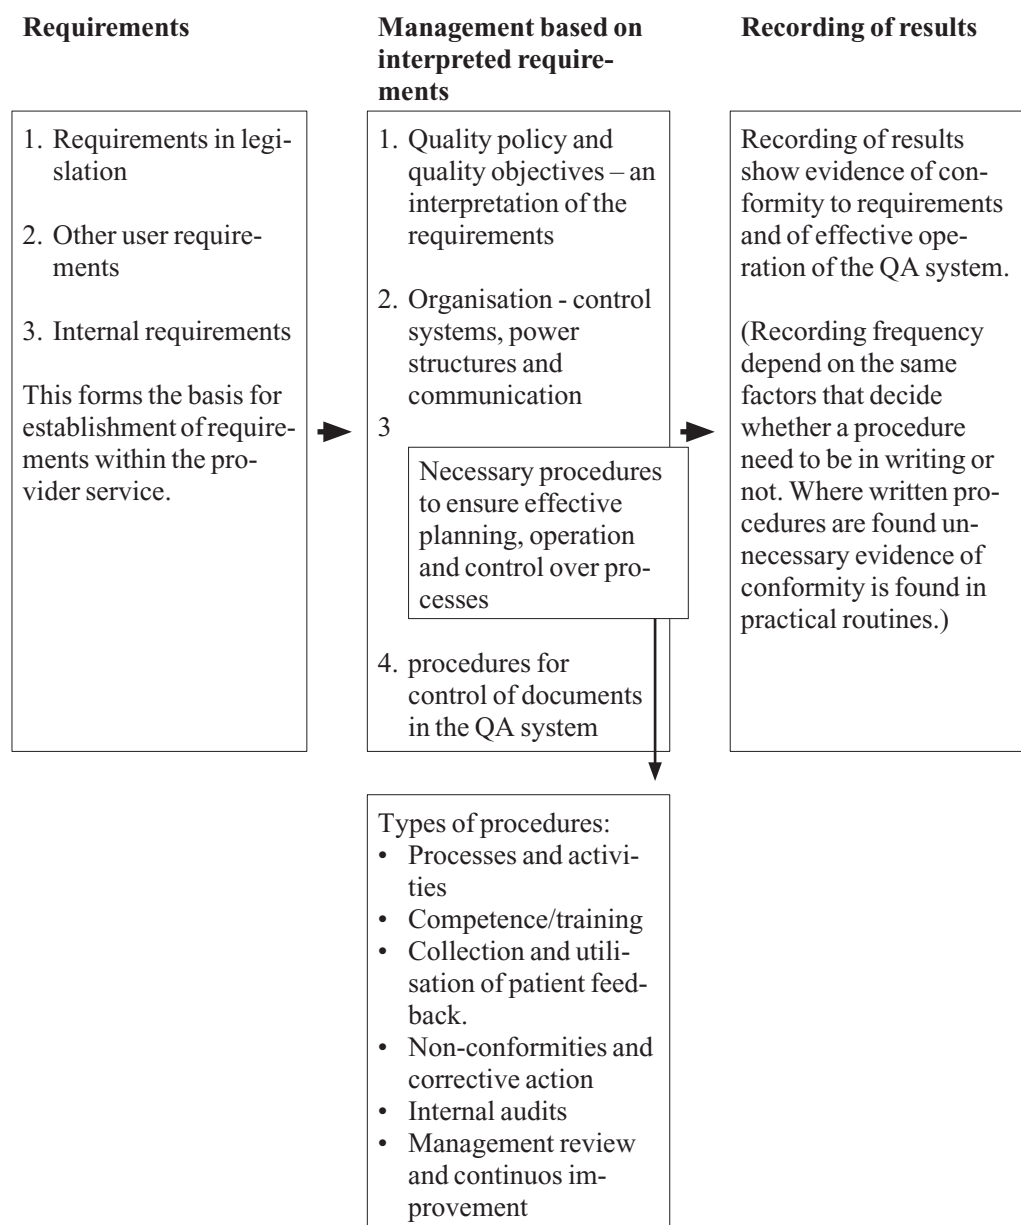 Requirements
Management based on
interpreted require-
ments
Recording of results
1. Requirements in legi-
slation
2. Other user require-
ments
3. Internal requirements
This forms the basis for
establishment of require-
ments within the pro-
vider service.
1. Quality policy and
quality objectives – an
interpretation of the
requirements
2. Organisation - control
systems, power
structures and
communication
3
Necessary procedures
to ensure effective
planning, operation
and control over pro-
cesses
4. procedures for
control of documents
in the QA system
Recording of results
show evidence of con-
formity to requirements
and of effective ope-
ration of the QA system.
(Recording frequency
depend on the same
factors that decide
whether a procedure
need to be in writing or
not. Where written pro-
cedures are found un-
necessary evidence of
conformity is found in
practical routines.)
Types of procedures:
• Processes and activi-
ties
• Competence/training
• Collection and utili-
sation of patient feed-
back.
• Non-conformities and
corrective action
• Internal audits
• Management review
and continuos im-
provement